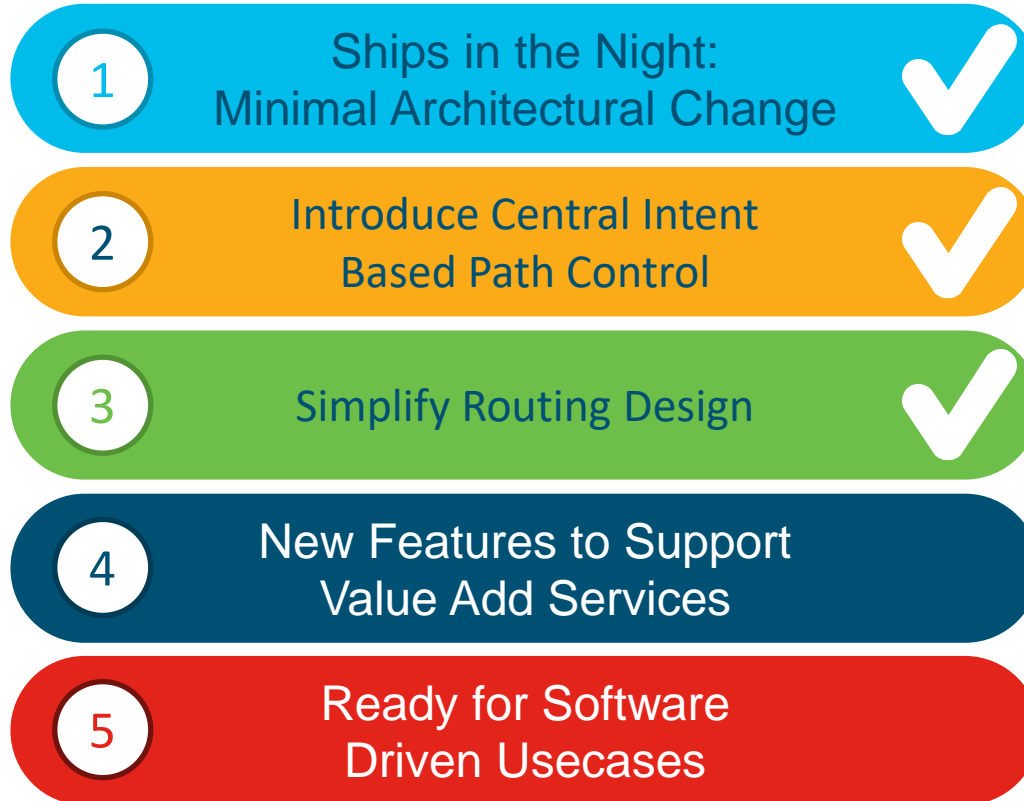 1
Ships in the Night:
Minimal Architectural Change
2
Introduce Central Intent
Based Path Control
3
Simplify Routing Design
4
New Features to Support
Value Add Services
5
Ready for Software
Driven Usecases